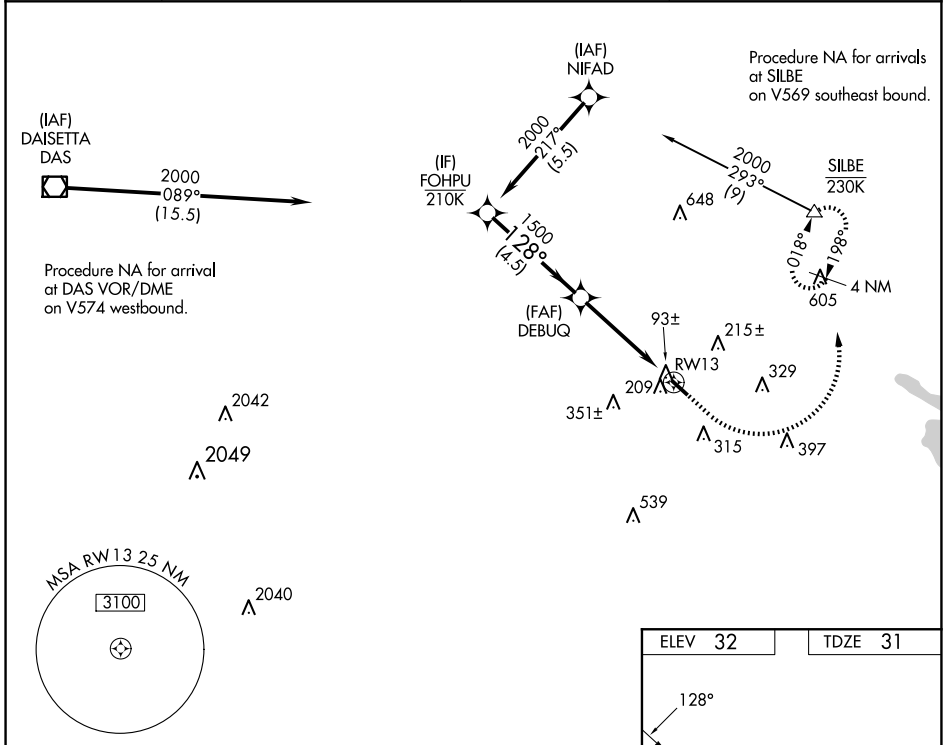 (IAF)
NIFAD
Procedure NA for arrivals
at SILBE
on V569 southeast bound.
(IAF)
DAISETTA
DAS
2000
089°
(15.5)
2000
217°
(5.5)
(IF)
FOHPU
210K
2000
293°
(9)
SILBE
230K
648
018°
198°
4 NM
605
1500
128°
(4.5)
Procedure NA for arrival
at DAS VOR/DME
on V574 westbound.
(FAF)
DEBUQ
93±
215±
RW13
209
329
351±
315
397
2042
2049
539
MSA RW13 25 NM
3100
2040
ELEV 32
TDZE 31
128°